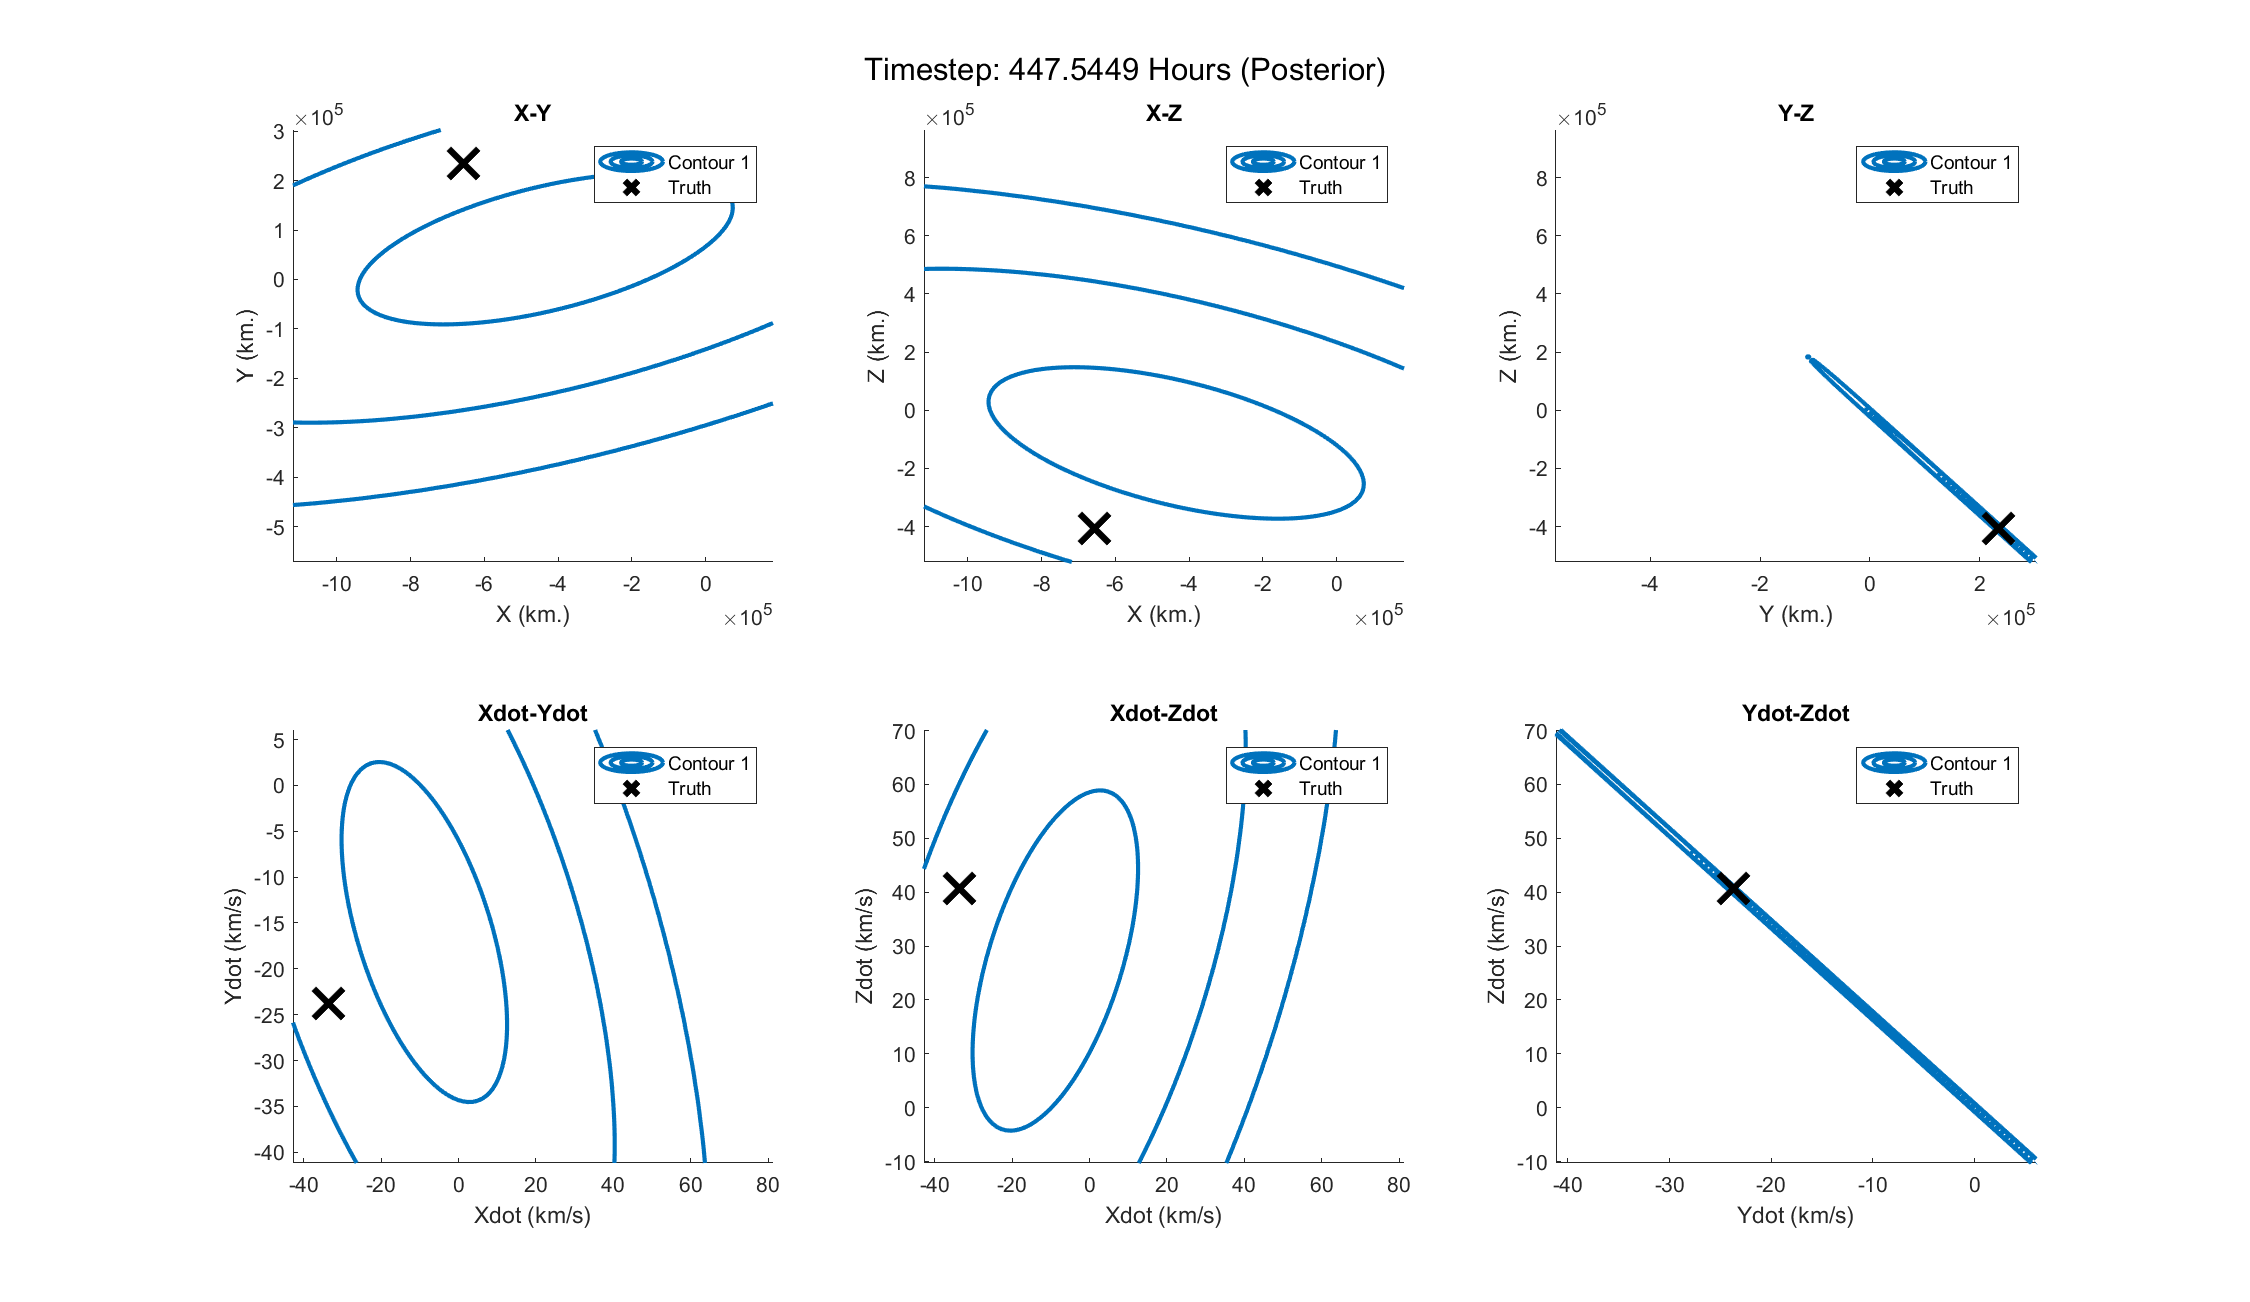 Timestep: 447.5449 Hours (Posterior)
X-Y
×10^5
3
2
1
0
-1
-2
-3
-4
-5
Y (km.)
-10 -8 -6 -4 -2 0
X (km.)
×10^5
Contour 1
Truth
X-Z
×10^5
8
6
4
2
0
-2
-4
Z (km.)
-10 -8 -6 -4 -2 0
X (km.)
×10^5
Contour 1
Truth
Y-Z
×10^5
8
6
4
2
0
-2
-4
Z (km.)
-4 -2 0 2
Y (km.)
×10^5
Contour 1
Truth
Xdot-Ydot
5
0
-5
-10
-15
-20
-25
-30
-35
-40
Ydot (km/s)
-40 -20 0 20 40 60 80
Xdot (km/s)
Contour 1
Truth
Xdot-Zdot
70
60
50
40
30
20
10
0
-10
Zdot (km/s)
-40 -20 0 20 40 60 80
Xdot (km/s)
Contour 1
Truth
Ydot-Zdot
70
60
50
40
30
20
10
0
-10
Zdot (km/s)
-40 -30 -20 -10 0
Ydot (km/s)
Contour 1
Truth